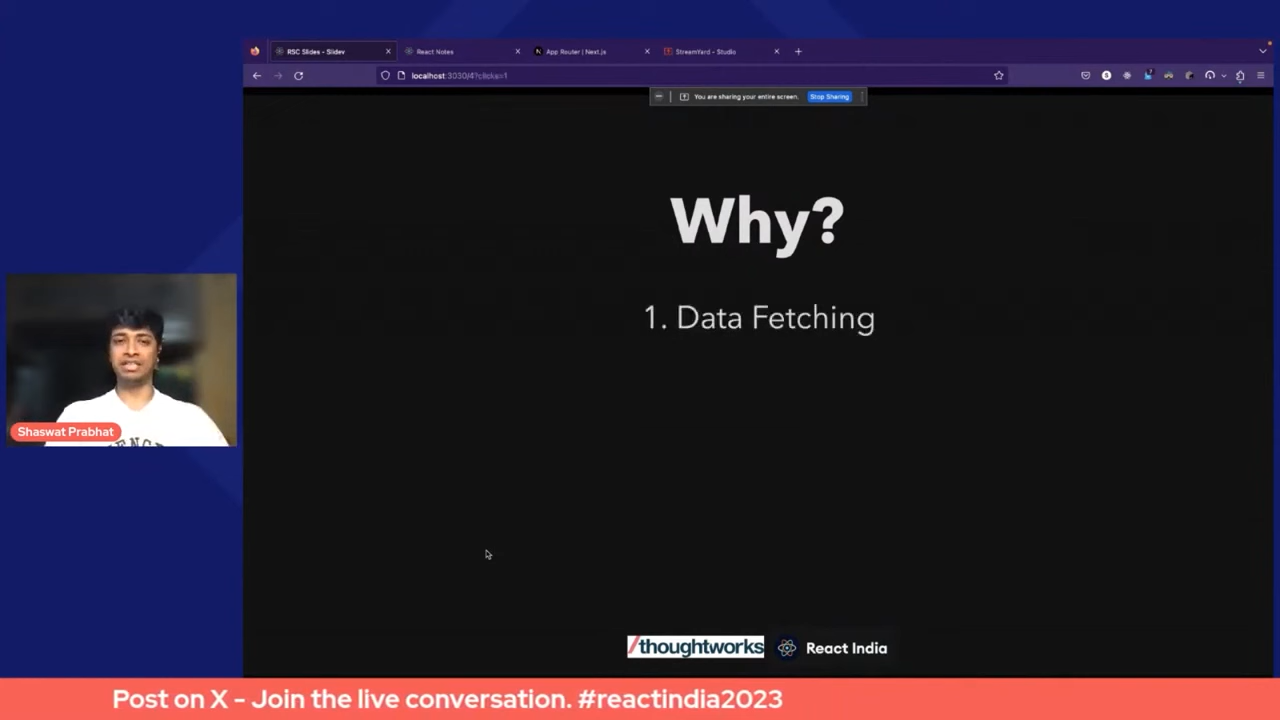 RSC Slides - Slidev
React Notes
App Router | Next.js
StreamYard - Studio
localhost:3030/4?clicks=1
You are sharing your entire screen.
Stop Sharing
Why?
1. Data Fetching
Shaswat Prabhat
/thoughtworks
React India
Post on X - Join the live conversation. #reactindia2023